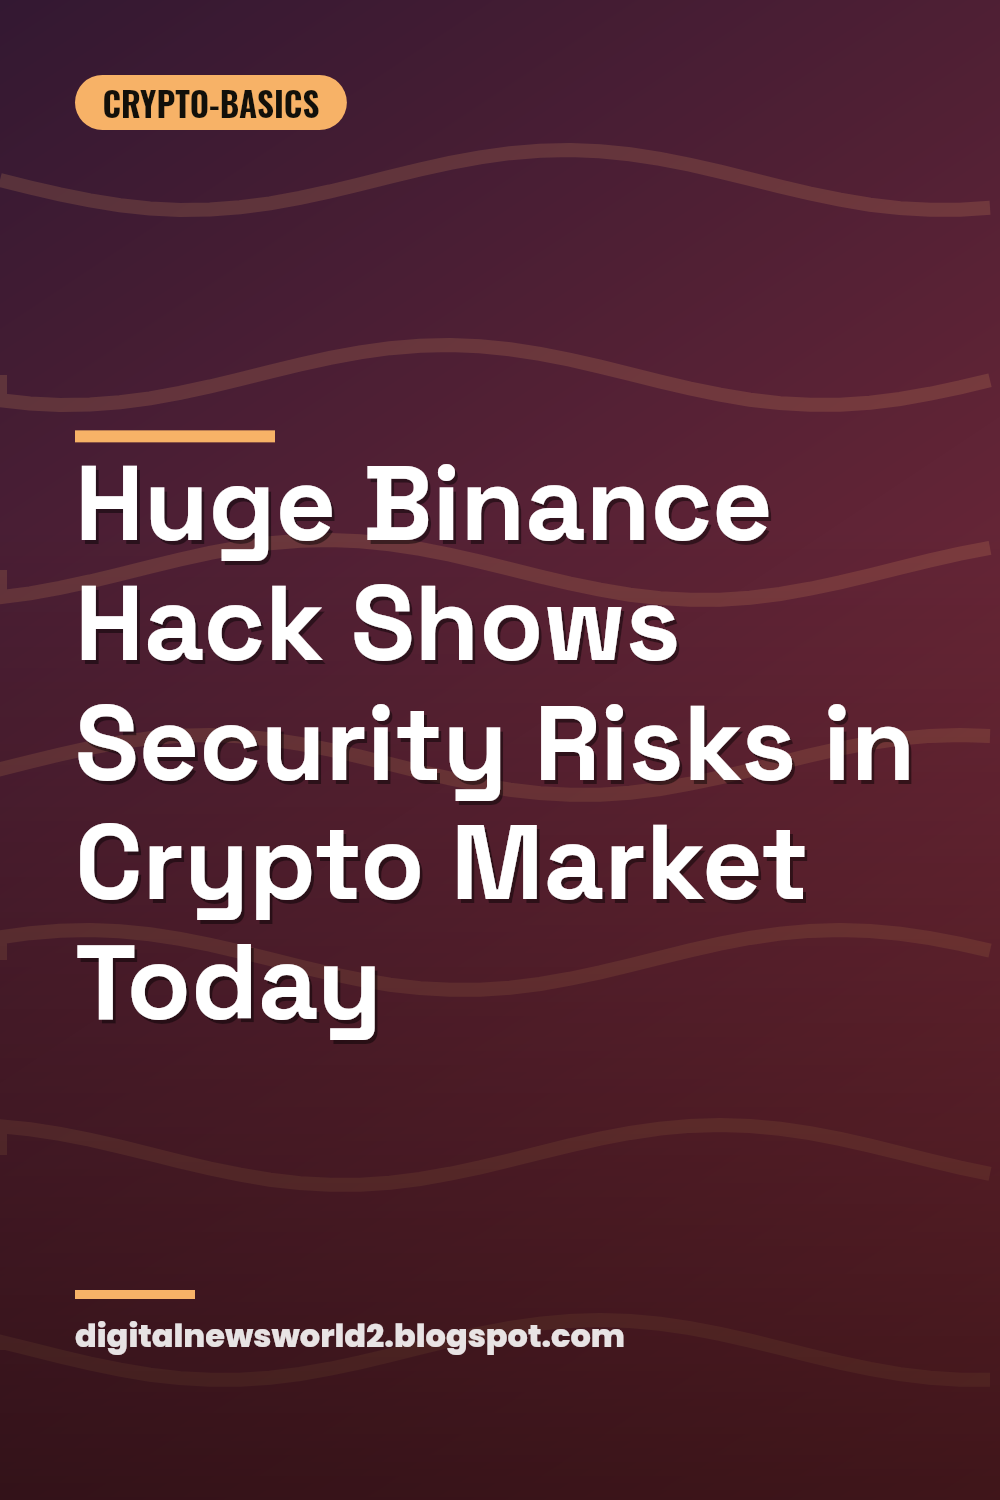 CRYPTO-BASICS
Huge Binance
Hack Shows
Security Risks in
Crypto Market
Today
digitalnewsworld2.blogspot.com